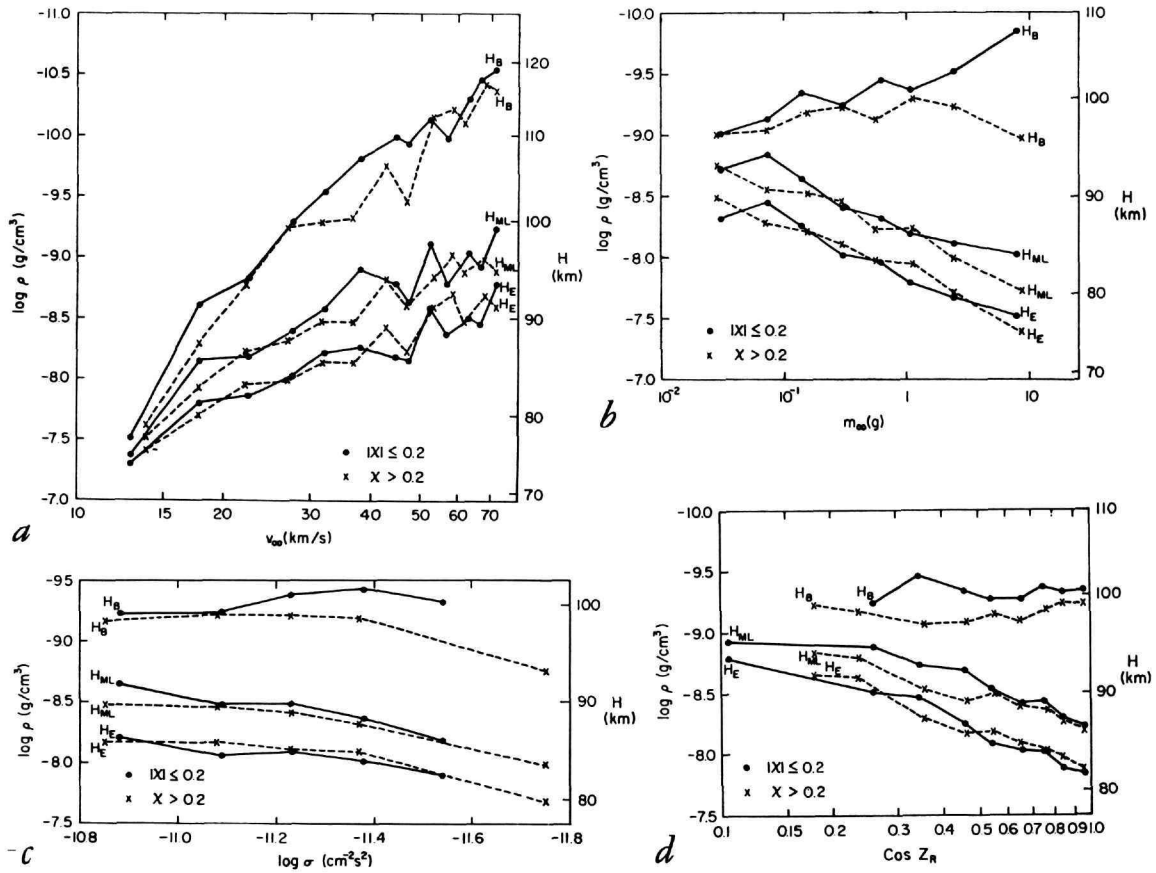 -11.0
-10.5
-10.0
-9.5
-9.0
-8.5
-8.0
-7.5
-7.0
log ρ (g/cm³)
120
110
100
90
80
70
H
(km)
H_B
H_B
H_ML
H_ML
H_E
H_E
|X| ≤ 0.2
χ > 0.2
10 15 20 30 40 50 60 70
v∞(km/s)
a
-10.0
-9.5
-9.0
-8.5
-8.0
-7.5
-7.0
log ρ (g/cm³)
110
100
90
80
70
H
(km)
H_B
H_B
H_ML
H_ML
H_E
H_E
|X| ≤ 0.2
χ > 0.2
10⁻² 10⁻¹ 1 10
m∞(g)
b
-95
-90
-8.5
-8.0
-7.5
log ρ (g/cm³)
100
90
80
H
(km)
H_B
H_B
H_ML
H_ML
H_E
H_E
|X| ≤ 0.2
χ > 0.2
-10.8 -11.0 -11.2 -11.4 -11.6 -11.8
log σ (cm⁻²s²)
c
-10.0
-9.5
-9.0
-8.5
-8.0
-7.5
log ρ (g/cm³)
110
100
90
80
H
(km)
H_B
H_B
H_ML
H_ML
H_E
H_E
|X| ≤ 0.2
χ > 0.2
0.1 0.15 0.2 0.3 0.4 0.5 0.6 0.7 0.8 0.9 1.0
Cos Z_R
d